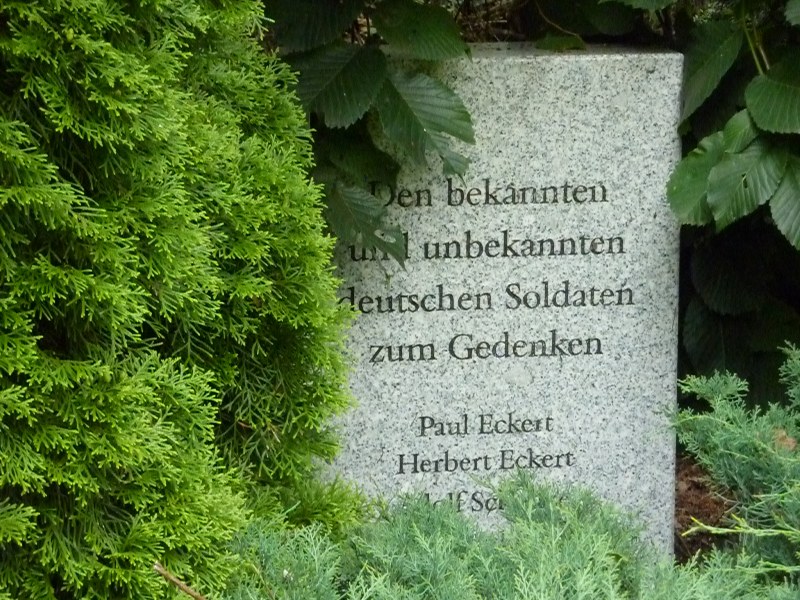 Den bekannten
und unbekannten
deutschen Soldaten
zum Gedenken
Paul Eckert
Herbert Eckert